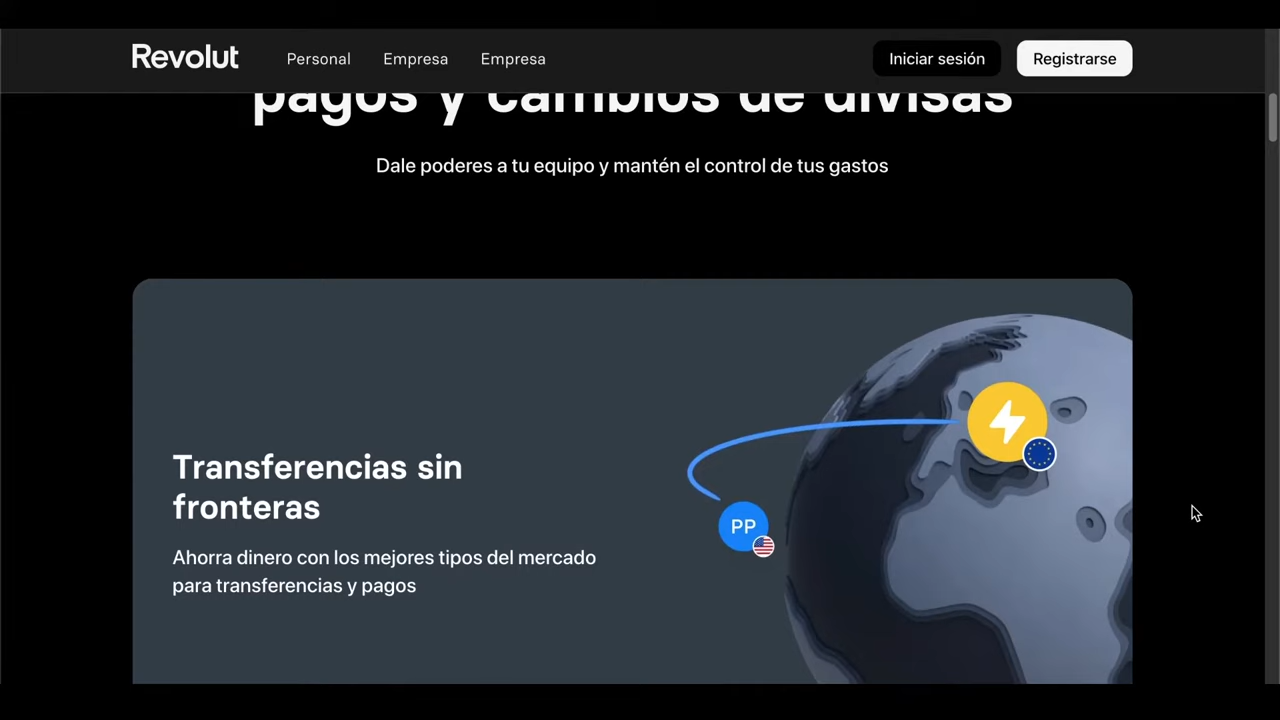 Revolut
Personal
Empresa
Empresa
Iniciar sesión
Registrarse
pagos y cambios de divisas
Dale poderes a tu equipo y mantén el control de tus gastos
Transferencias sin
fronteras
Ahorra dinero con los mejores tipos del mercado
para transferencias y pagos
PP